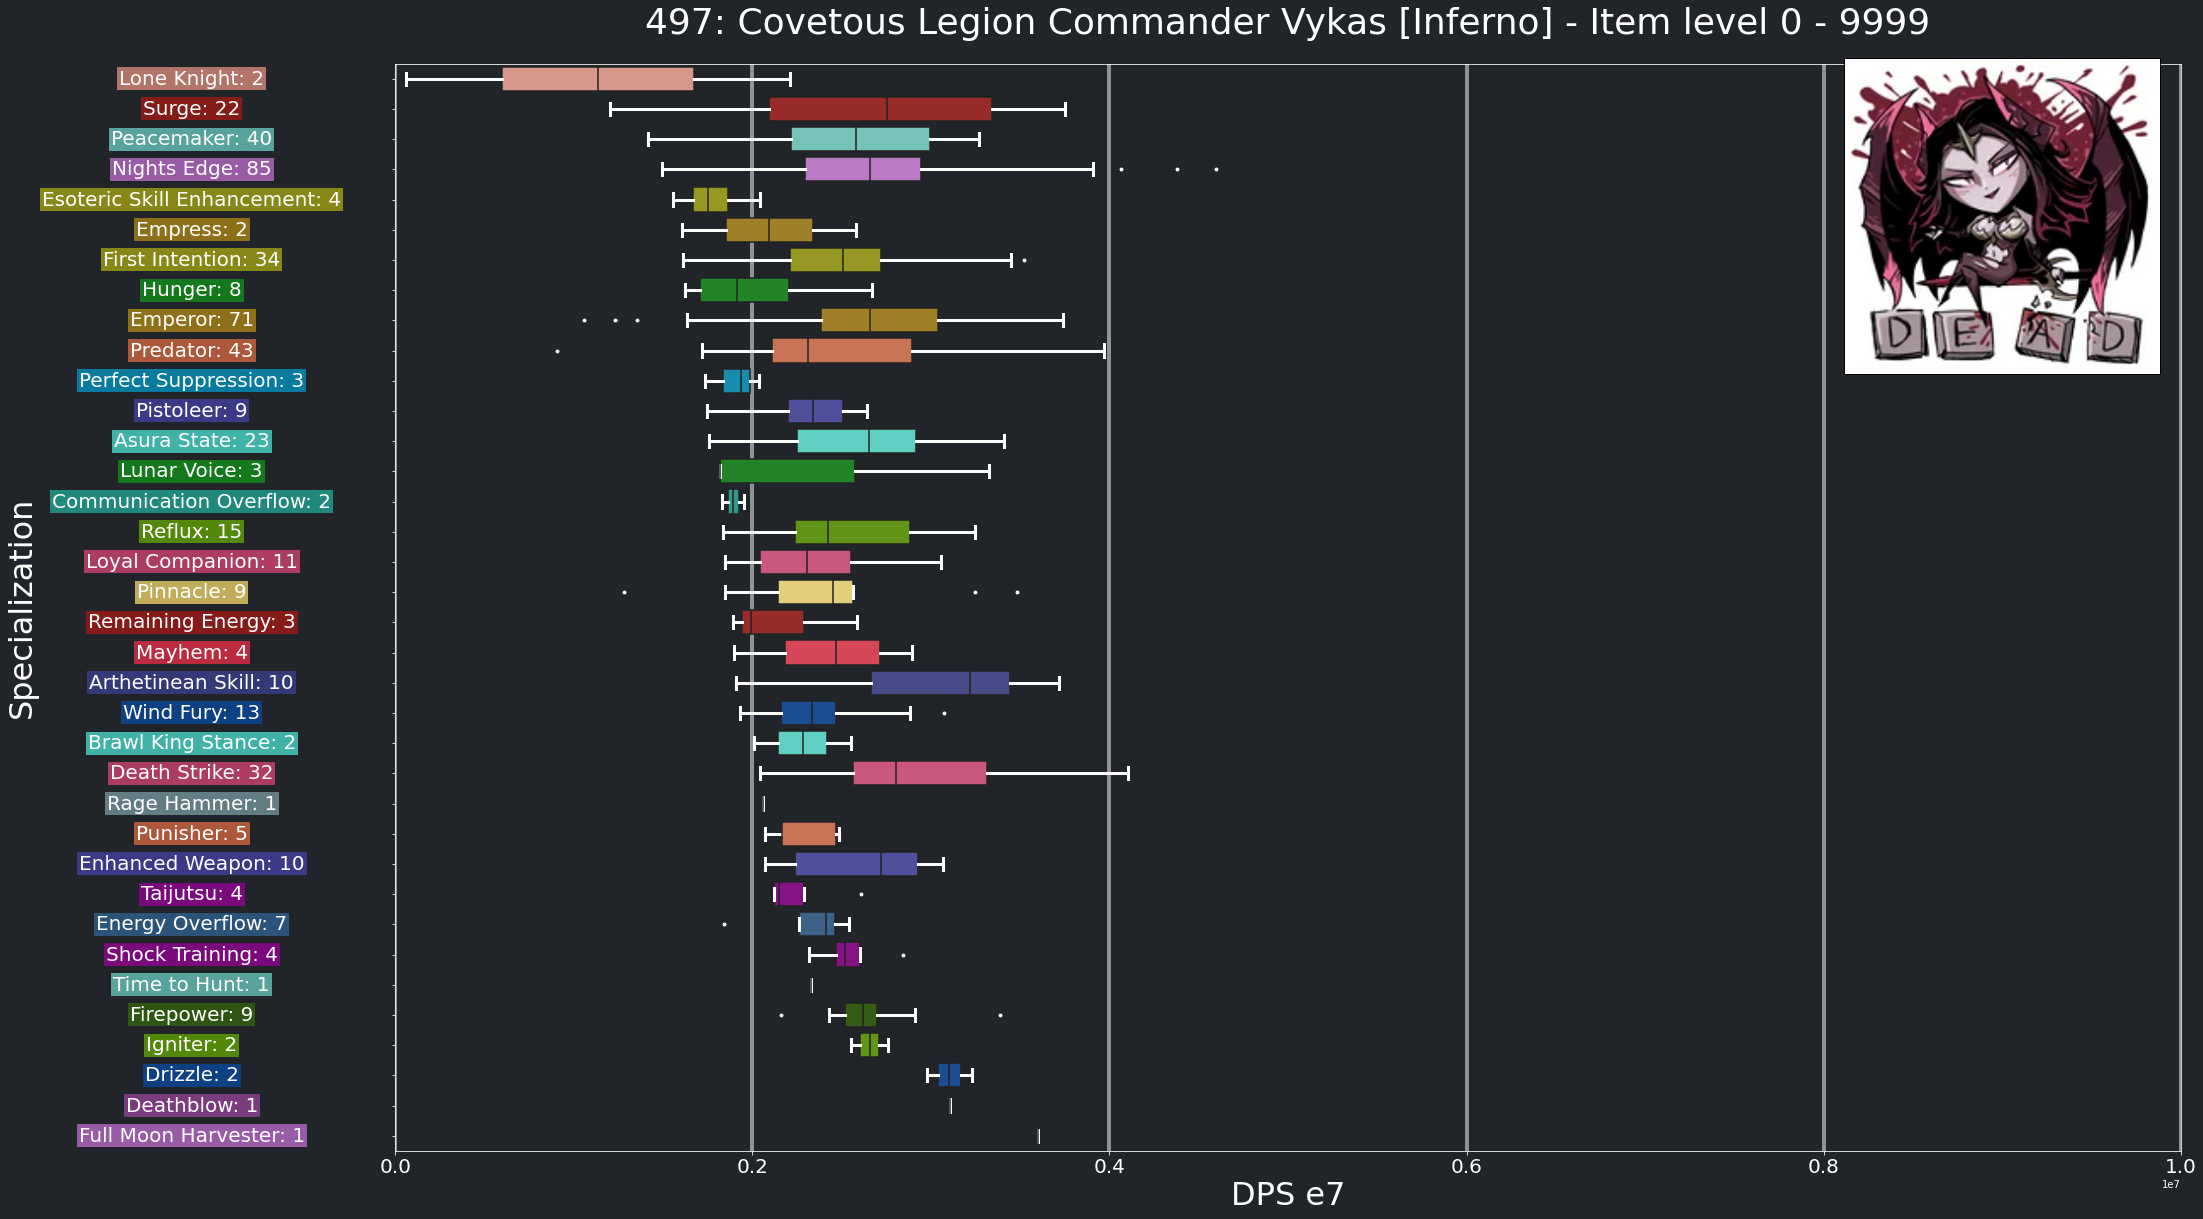 497: Covetous Legion Commander Vykas [Inferno] - Item level 0 - 9999
Lone Knight: 2
Surge: 22
Peacemaker: 40
Nights Edge: 85
Esoteric Skill Enhancement: 4
Empress: 2
First Intention: 34
Hunger: 8
Emperor: 71
Predator: 43
Perfect Suppression: 3
Pistoleer: 9
Asura State: 23
Lunar Voice: 3
Communication Overflow: 2
Reflux: 15
Loyal Companion: 11
Pinnacle: 9
Remaining Energy: 3
Mayhem: 4
Arthetinean Skill: 10
Wind Fury: 13
Brawl King Stance: 2
Death Strike: 32
Rage Hammer: 1
Punisher: 5
Enhanced Weapon: 10
Taijutsu: 4
Energy Overflow: 7
Shock Training: 4
Time to Hunt: 1
Firepower: 9
Igniter: 2
Drizzle: 2
Deathblow: 1
Full Moon Harvester: 1
Specialization
0.0 0.2 0.4 0.6 0.8 1.0
1e7
DPS e7
D E A D